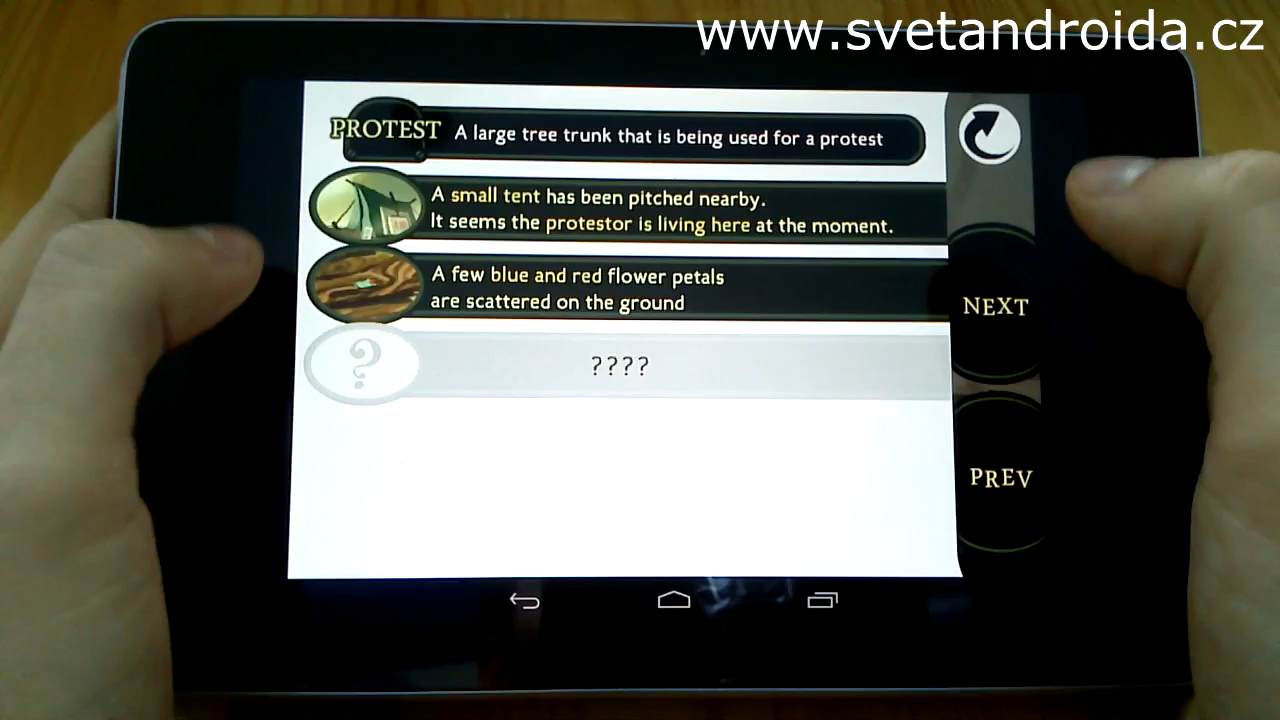 www.svetandroida.cz
PROTEST A large tree trunk that is being used for a protest
A small tent has been pitched nearby.
It seems the protestor is living here at the moment.
A few blue and red flower petals
are scattered on the ground
NEXT
? ????
PREV